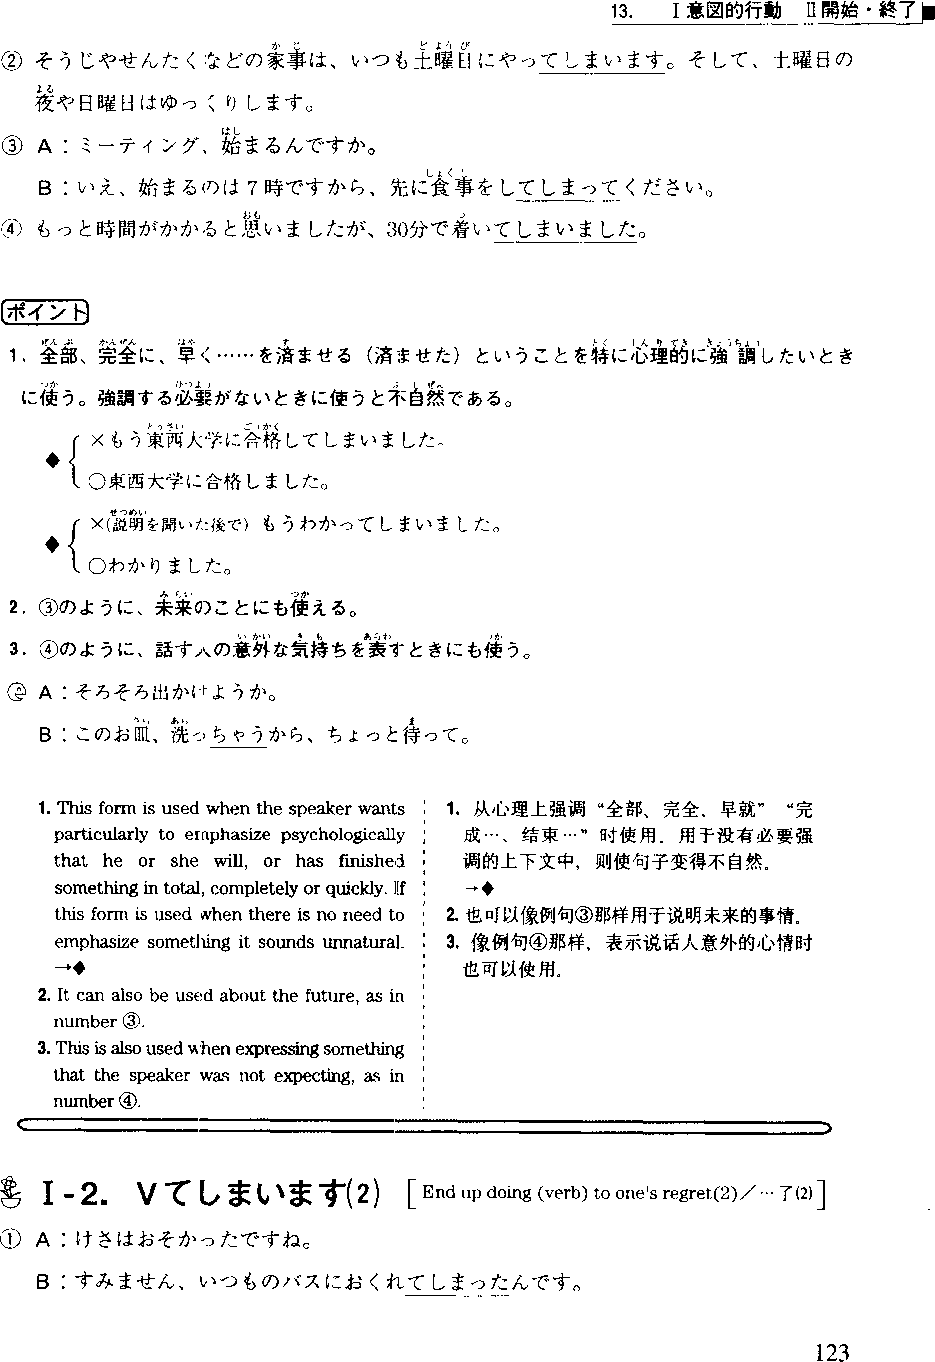 13.　Ⅰ意図的行動　Ⅱ開始・終了
② そうじやせんたくなどの家事は、いつも土曜日にやってしまいます。そして、土曜日の
夜や日曜日はゆっくりします。
③ A：ミーティング、始まるんですか。
B：いえ、始まるのは7時ですから、先に食事をしてしまってください。
④ もっと時間がかかると思いましたが、30分で着いてしまいました。
ポイント
1. 全部、完全に、早く……を済ませる（済ませた）ということを特に心理的に強調したいとき
に使う。強調する必要がないときに使うと不自然である。
×もう東西大学に合格してしまいました。
◆
○東西大学に合格しました。
×(説明を聞いた後で）もうわかってしまいました。
◆
○わかりました。
2. ③のように、未来のことにも使える。
3. ④のように、話す人の意外な気持ちを表すときにも使う。
A：そろそろ出かけようか。
B：このお皿、洗っちゃうから、ちょっと待って。
1. This form is used when the speaker wants
particularly to emphasize psychologically
that he or she will, or has finished
something in total, completely or quickly. If
this form is used when there is no need to
emphasize something it sounds unnatural.
→◆
2. It can also be used about the future, as in
number ③.
3. This is also used when expressing something
that the speaker was not expecting, as in
number ④.
1. 从心理上强调“全部、完全、早就”“完
成…、结束…”时使用。用于没有必要强
调的上下文中，则使句子变得不自然。
→◆
2. 也可以像例句③那样用于说明未来的事情。
3. 像例句④那样，表示说话人意外的心情时
也可以使用。
Ⅰ-2. Vてしまいます(2) [End up doing (verb) to one's regret(2)／…了(2)]
① A：けさはおそかったですね。
B：すみません、いつものバスにおくれてしまったんです。
123